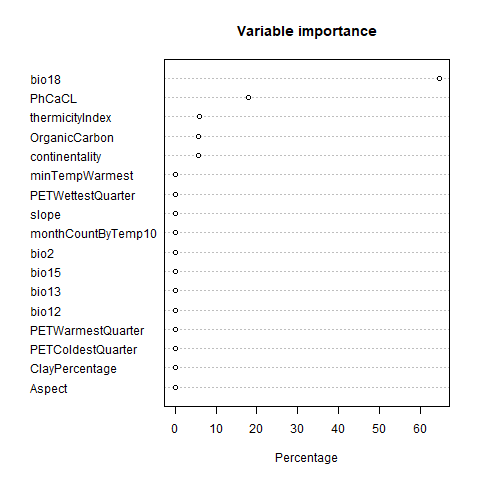 Variable importance
bio18
PhCaCL
thermicityIndex
OrganicCarbon
continentality
minTempWarmest
PETWettestQuarter
slope
monthCountByTemp10
bio2
bio15
bio13
bio12
PETWarmestQuarter
PETColdestQuarter
ClayPercentage
Aspect
0 10 20 30 40 50 60
Percentage